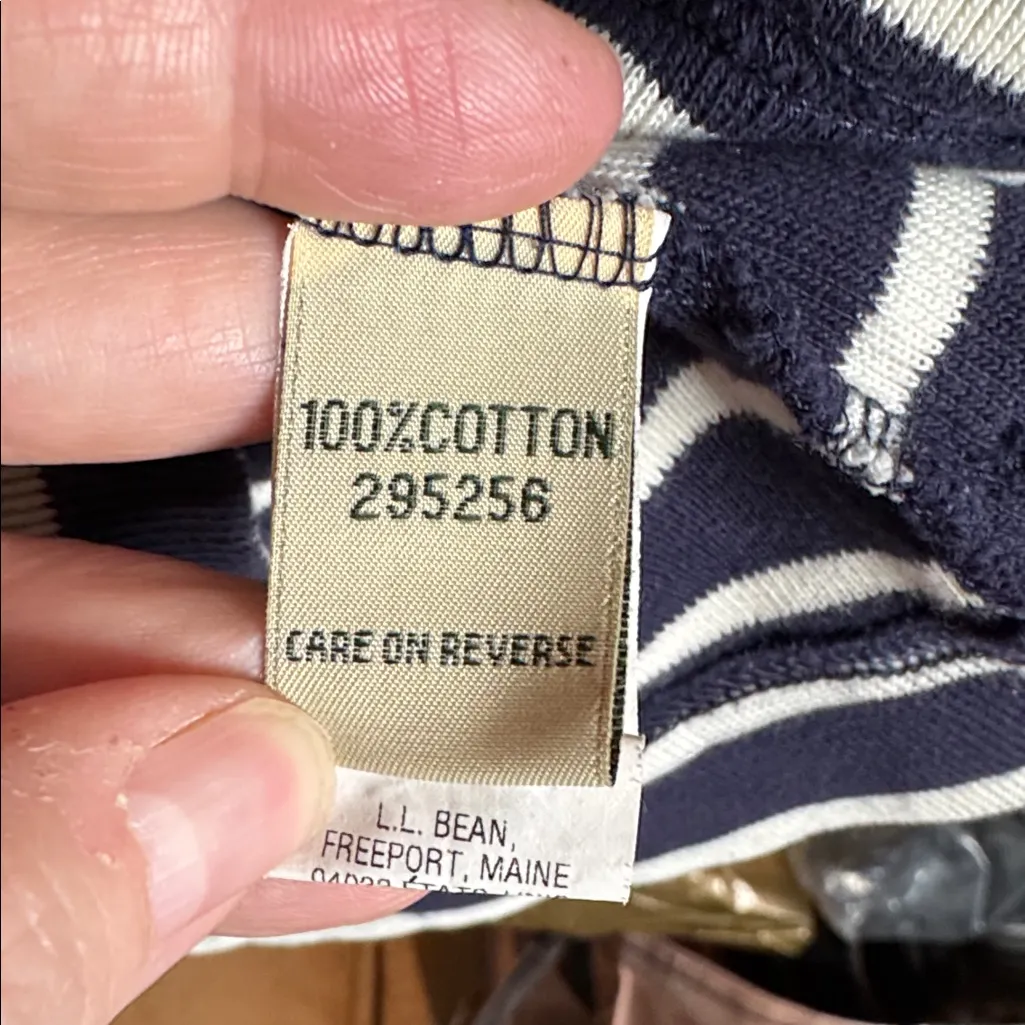 100%COTTON
295256
CARE ON REVERSE
L.L. BEAN,
FREEPORT, MAINE